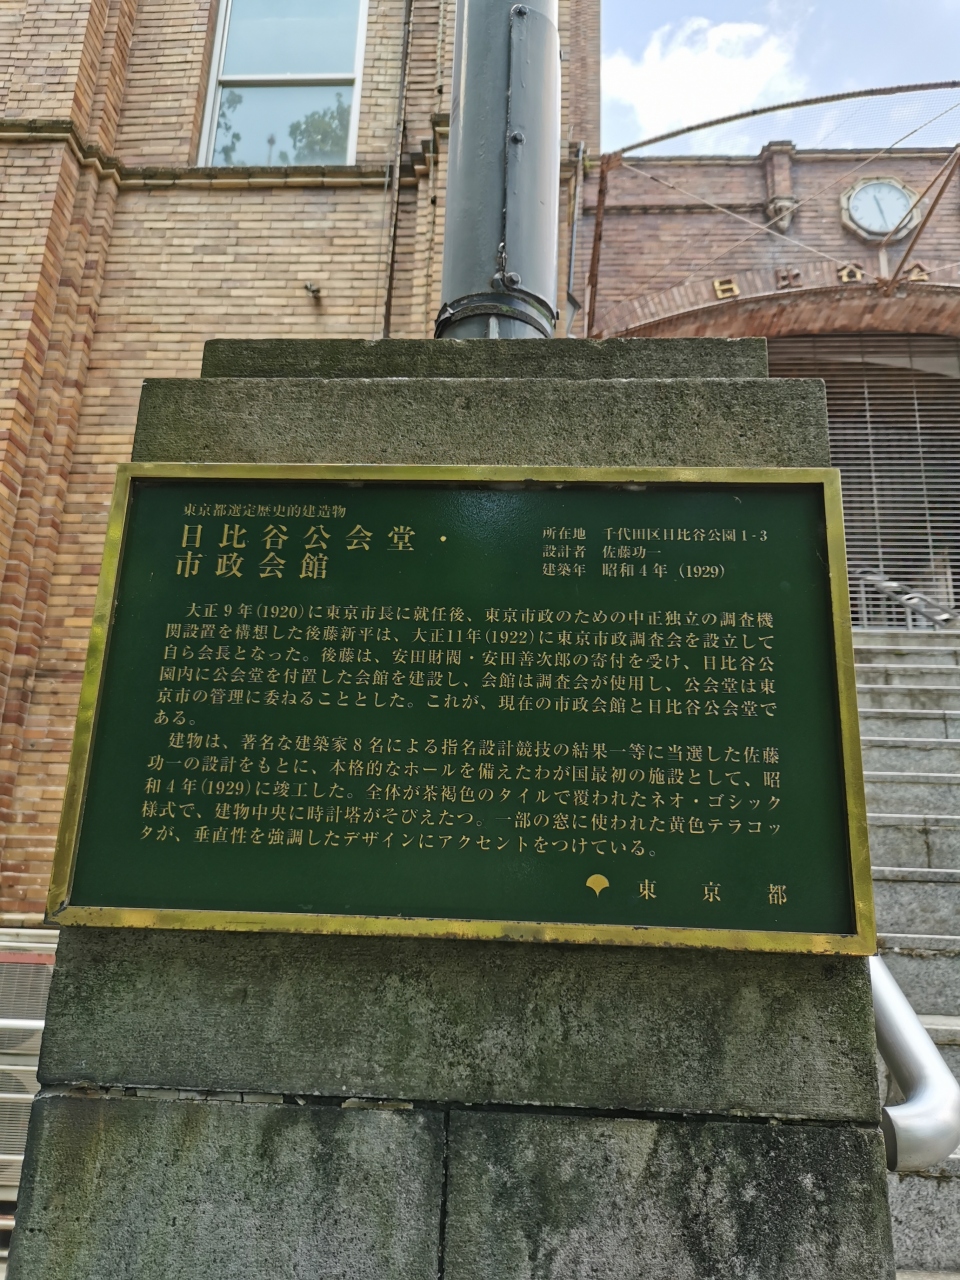 日比谷会
東京都選定歴史的建造物
日比谷公会堂・
市政会館
所在地 千代田区日比谷公園1-3
設計者 佐藤功一
建築年 昭和4年 (1929)
大正9年(1920)に東京市長に就任後、東京市政のための中正独立の調査機
関設置を構想した後藤新平は、大正11年(1922)に東京市政調査会を設立して
自ら会長となった。後藤は、安田財閥・安田善次郎の寄付を受け、日比谷公
園内に公会堂を付置した会館を建設し、会館は調査会が使用し、公会堂は東
京市の管理に委ねることとした。これが、現在の市政会館と日比谷公会堂で
ある。
建物は、著名な建築家8名による指名設計競技の結果一等に当選した佐藤
功一の設計をもとに、本格的なホールを備えたわが国最初の施設として、昭
和4年(1929)に竣工した。全体が茶褐色のタイルで覆われたネオ・ゴシック
様式で、建物中央に時計塔がそびえたつ。一部の窓に使われた黄色テラコッ
タが、垂直性を強調したデザインにアクセントをつけている。
東京都